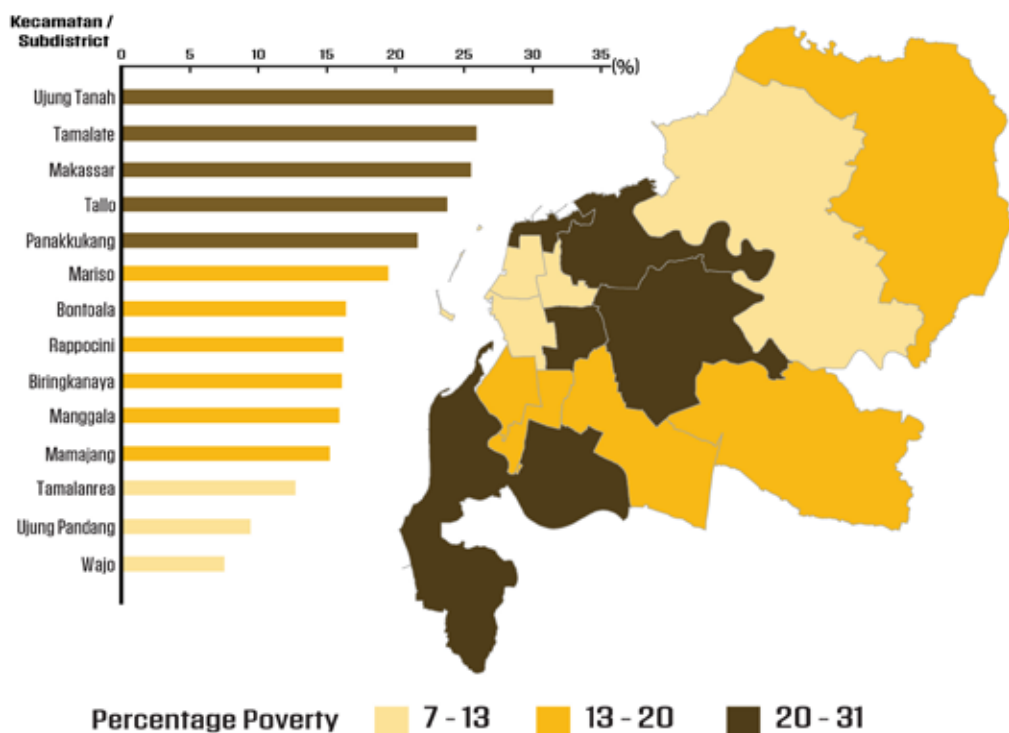 Kecamatan /
Subdistrict
0 5 10 15 20 25 30 35 (%)
Ujung Tanah
Tamalate
Makassar
Tallo
Panakkukang
Mariso
Bontoala
Rappocini
Biringkanaya
Manggala
Mamajang
Tamalanrea
Ujung Pandang
Wajo
Percentage Poverty 7 - 13 13 - 20 20 - 31